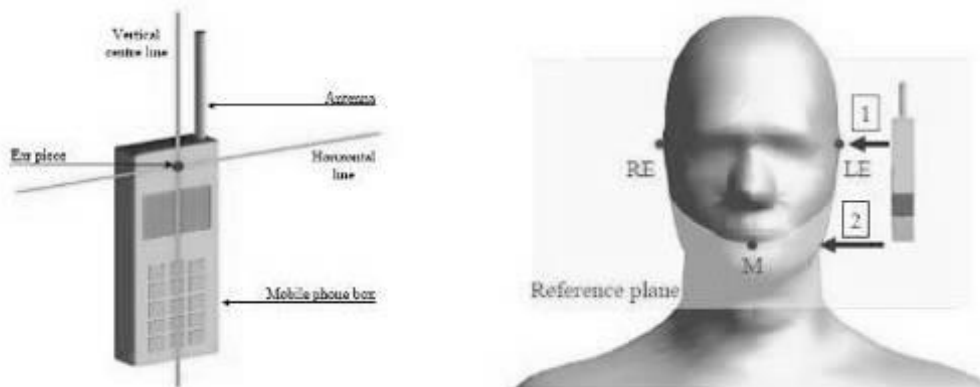 Vertical
centre line
Antenna
Ear piece
Horizontal
line
Mobile phone box
1
RE
LE
2
M
Reference plane